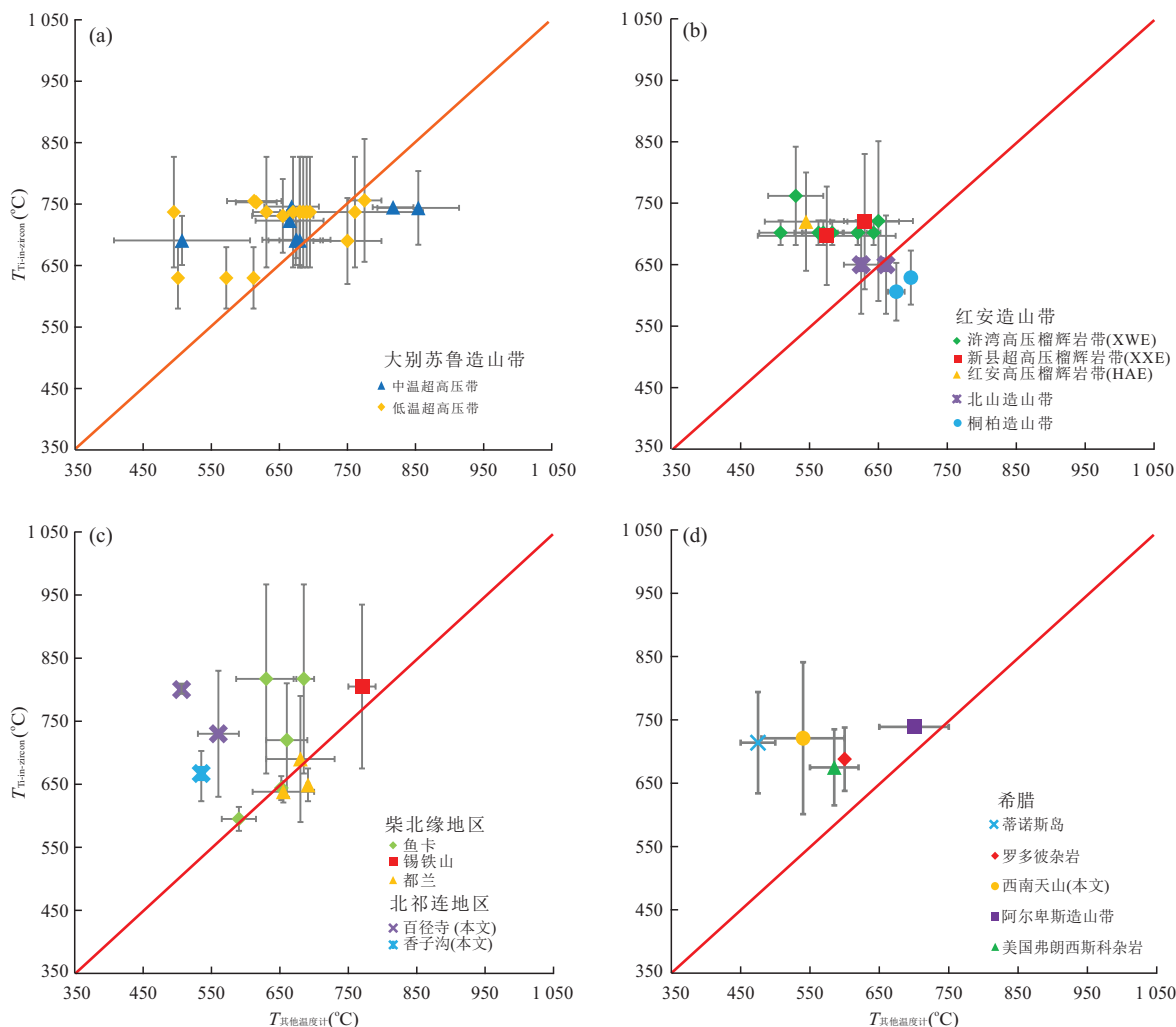 (a)
1 050
950
850
750
650
550
450
350
T Ti-in-zircon(°C)
大别苏鲁造山带
中温超高压带
低温超高压带
350 450 550 650 750 850 950 1 050
(b)
1 050
950
850
750
650
550
450
350
红安造山带
浒湾高压榴辉岩带(XWE)
新县超高压榴辉岩带(XXE)
红安高压榴辉岩带(HAE)
北山造山带
桐柏造山带
350 450 550 650 750 850 950 1 050
(c)
1 050
950
850
750
650
550
450
350
T Ti-in-zircon(°C)
柴北缘地区
鱼卡
锡铁山
都兰
北祁连地区
百径寺 (本文)
香子沟(本文)
350 450 550 650 750 850 950 1 050
T其他温度计(°C)
(d)
1 050
950
850
750
650
550
450
350
希腊
蒂诺斯岛
罗多彼杂岩
西南天山(本文)
阿尔卑斯造山带
美国弗朗西斯科杂岩
350 450 550 650 750 850 950 1 050
T其他温度计(°C)